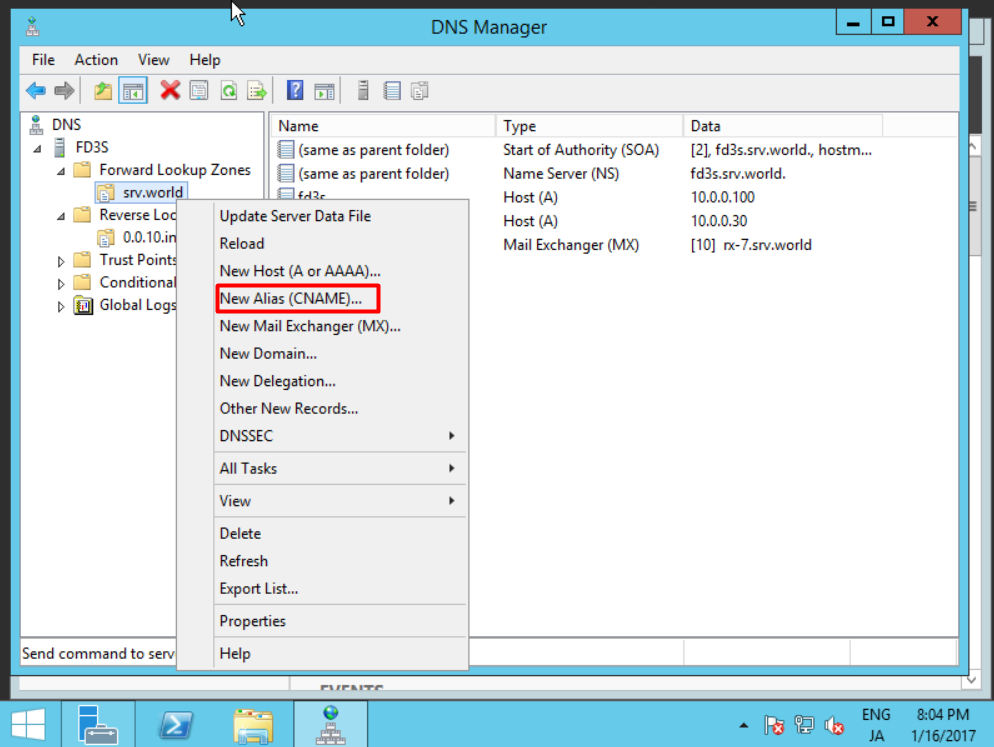 DNS Manager
File Action View Help
DNS
FD3S
Forward Lookup Zones
srv.world
Reverse Loc
0.0.10.in
Trust Points
Conditional
Global Logs
Name Type Data
(same as parent folder) Start of Authority (SOA) [2], fd3s.srv.world., hostm...
(same as parent folder) Name Server (NS) fd3s.srv.world.
fd3s Host (A) 10.0.0.100
Host (A) 10.0.0.30
Mail Exchanger (MX) [10] rx-7.srv.world
Update Server Data File
Reload
New Host (A or AAAA)...
New Alias (CNAME)...
New Mail Exchanger (MX)...
New Domain...
New Delegation...
Other New Records...
DNSSEC
All Tasks
View
Delete
Refresh
Export List...
Properties
Help
Send command to serv
EVENTS
ENG 8:04 PM
JA 1/16/2017